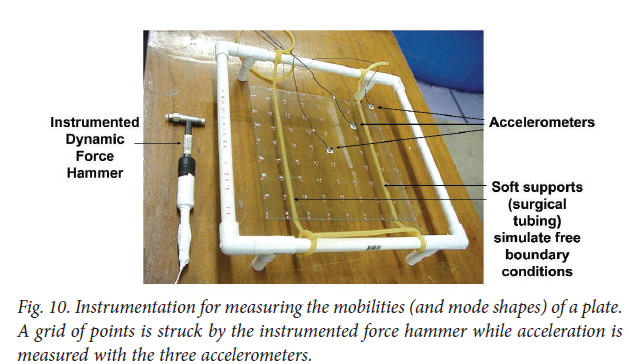 Instrumented
Dynamic
Force
Hammer
Accelerometers
Soft supports
(surgical
tubing)
simulate free
boundary
conditions
Fig. 10. Instrumentation for measuring the mobilities (and mode shapes) of a plate.
A grid of points is struck by the instrumented force hammer while acceleration is
measured with the three accelerometers.